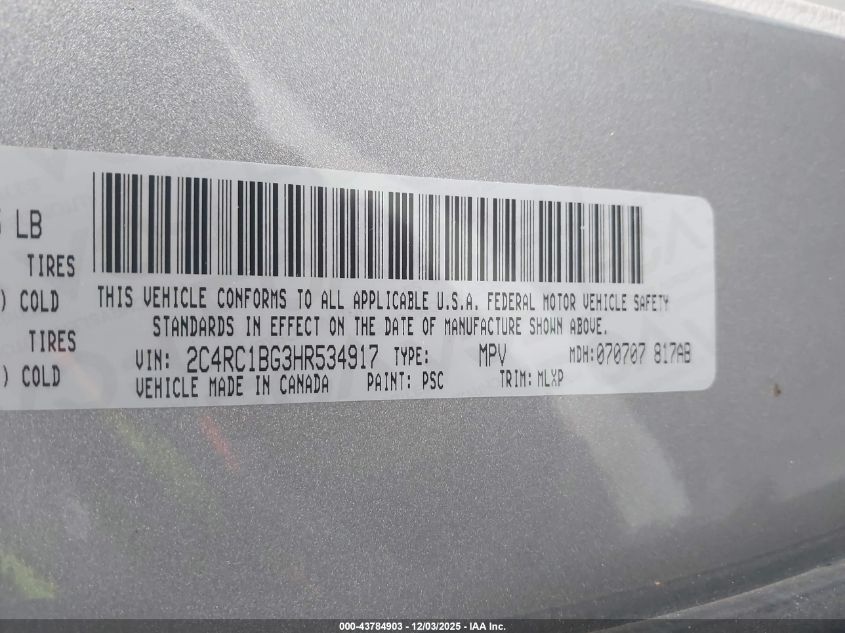 LB
TIRES
) COLD
TIRES
) COLD
THIS VEHICLE CONFORMS TO ALL APPLICABLE U.S.A. FEDERAL MOTOR VEHICLE SAFETY
STANDARDS IN EFFECT ON THE DATE OF MANUFACTURE SHOWN ABOVE.
VIN: 2C4RC1BG3HR534917 TYPE: MPV MDH:070707 817AB
VEHICLE MADE IN CANADA PAINT: PSC TRIM: MLXP
000-43784903 - 12/03/2025 - IAA Inc.